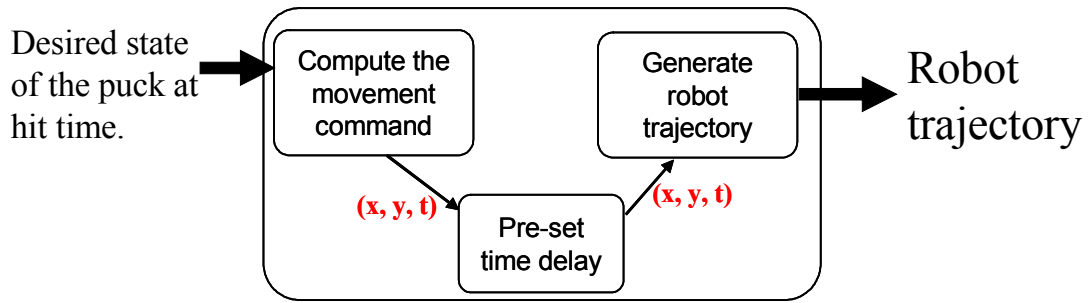 Desired state
of the puck at
hit time.
Compute the
movement
command
(x, y, t)
Pre-set
time delay
(x, y, t)
Generate
robot
trajectory
Robot
trajectory